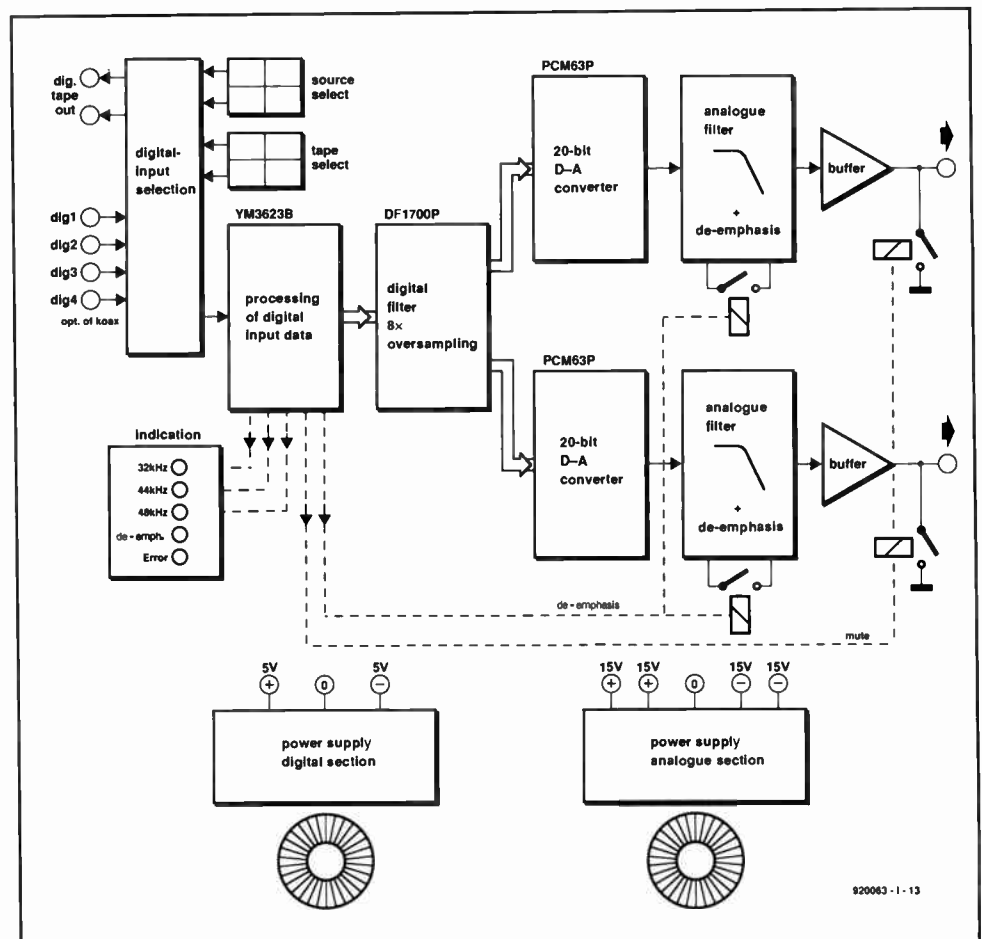 dig.
tape
out
source
select
tape
select
digital-
input
selection
dig1
dig2
dig3
dig4
opt. of koax
YM3623B
processing
of digital
input data
DF1700P
digital
filter
8x
oversampling
PCM63P
20-bit
D–A
converter
analogue
filter
+
de-emphasis
buffer
PCM63P
20-bit
D–A
converter
analogue
filter
+
de-emphasis
buffer
indication
32kHz
44kHz
48kHz
de-emph.
Error
de-emphasis
mute
5V 5V
+ 0 −
power supply
digital section
15V 15V 15V 15V
+ + 0 − −
power supply
analogue section
920063 - I - 13